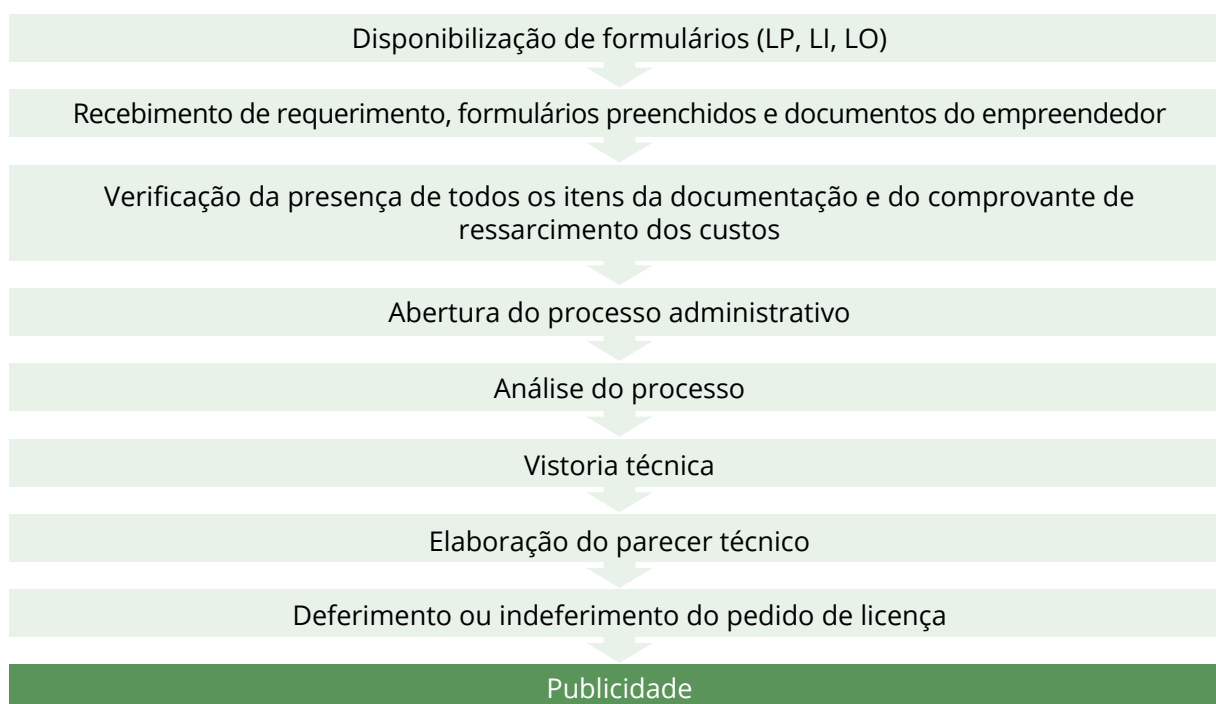 Disponibilização de formulários (LP, LI, LO)
Recebimento de requerimento, formulários preenchidos e documentos do empreendedor
Verificação da presença de todos os itens da documentação e do comprovante de
ressarcimento dos custos
Abertura do processo administrativo
Análise do processo
Vistoria técnica
Elaboração do parecer técnico
Deferimento ou indeferimento do pedido de licença
Publicidade